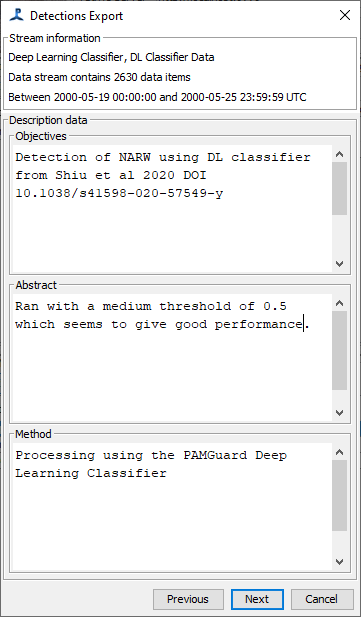 Detections Export
Stream information
Deep Learning Classifier, DL Classifier Data
Data stream contains 2630 data items
Between 2000-05-19 00:00:00 and 2000-05-25 23:59:59 UTC
Description data
Objectives
Detection of NARW using DL classifier
from Shiu et al 2020 DOI
10.1038/s41598-020-57549-y
Abstract
Ran with a medium threshold of 0.5
which seems to give good performance.
Method
Processing using the PAMGuard Deep
Learning Classifier
Previous Next Cancel